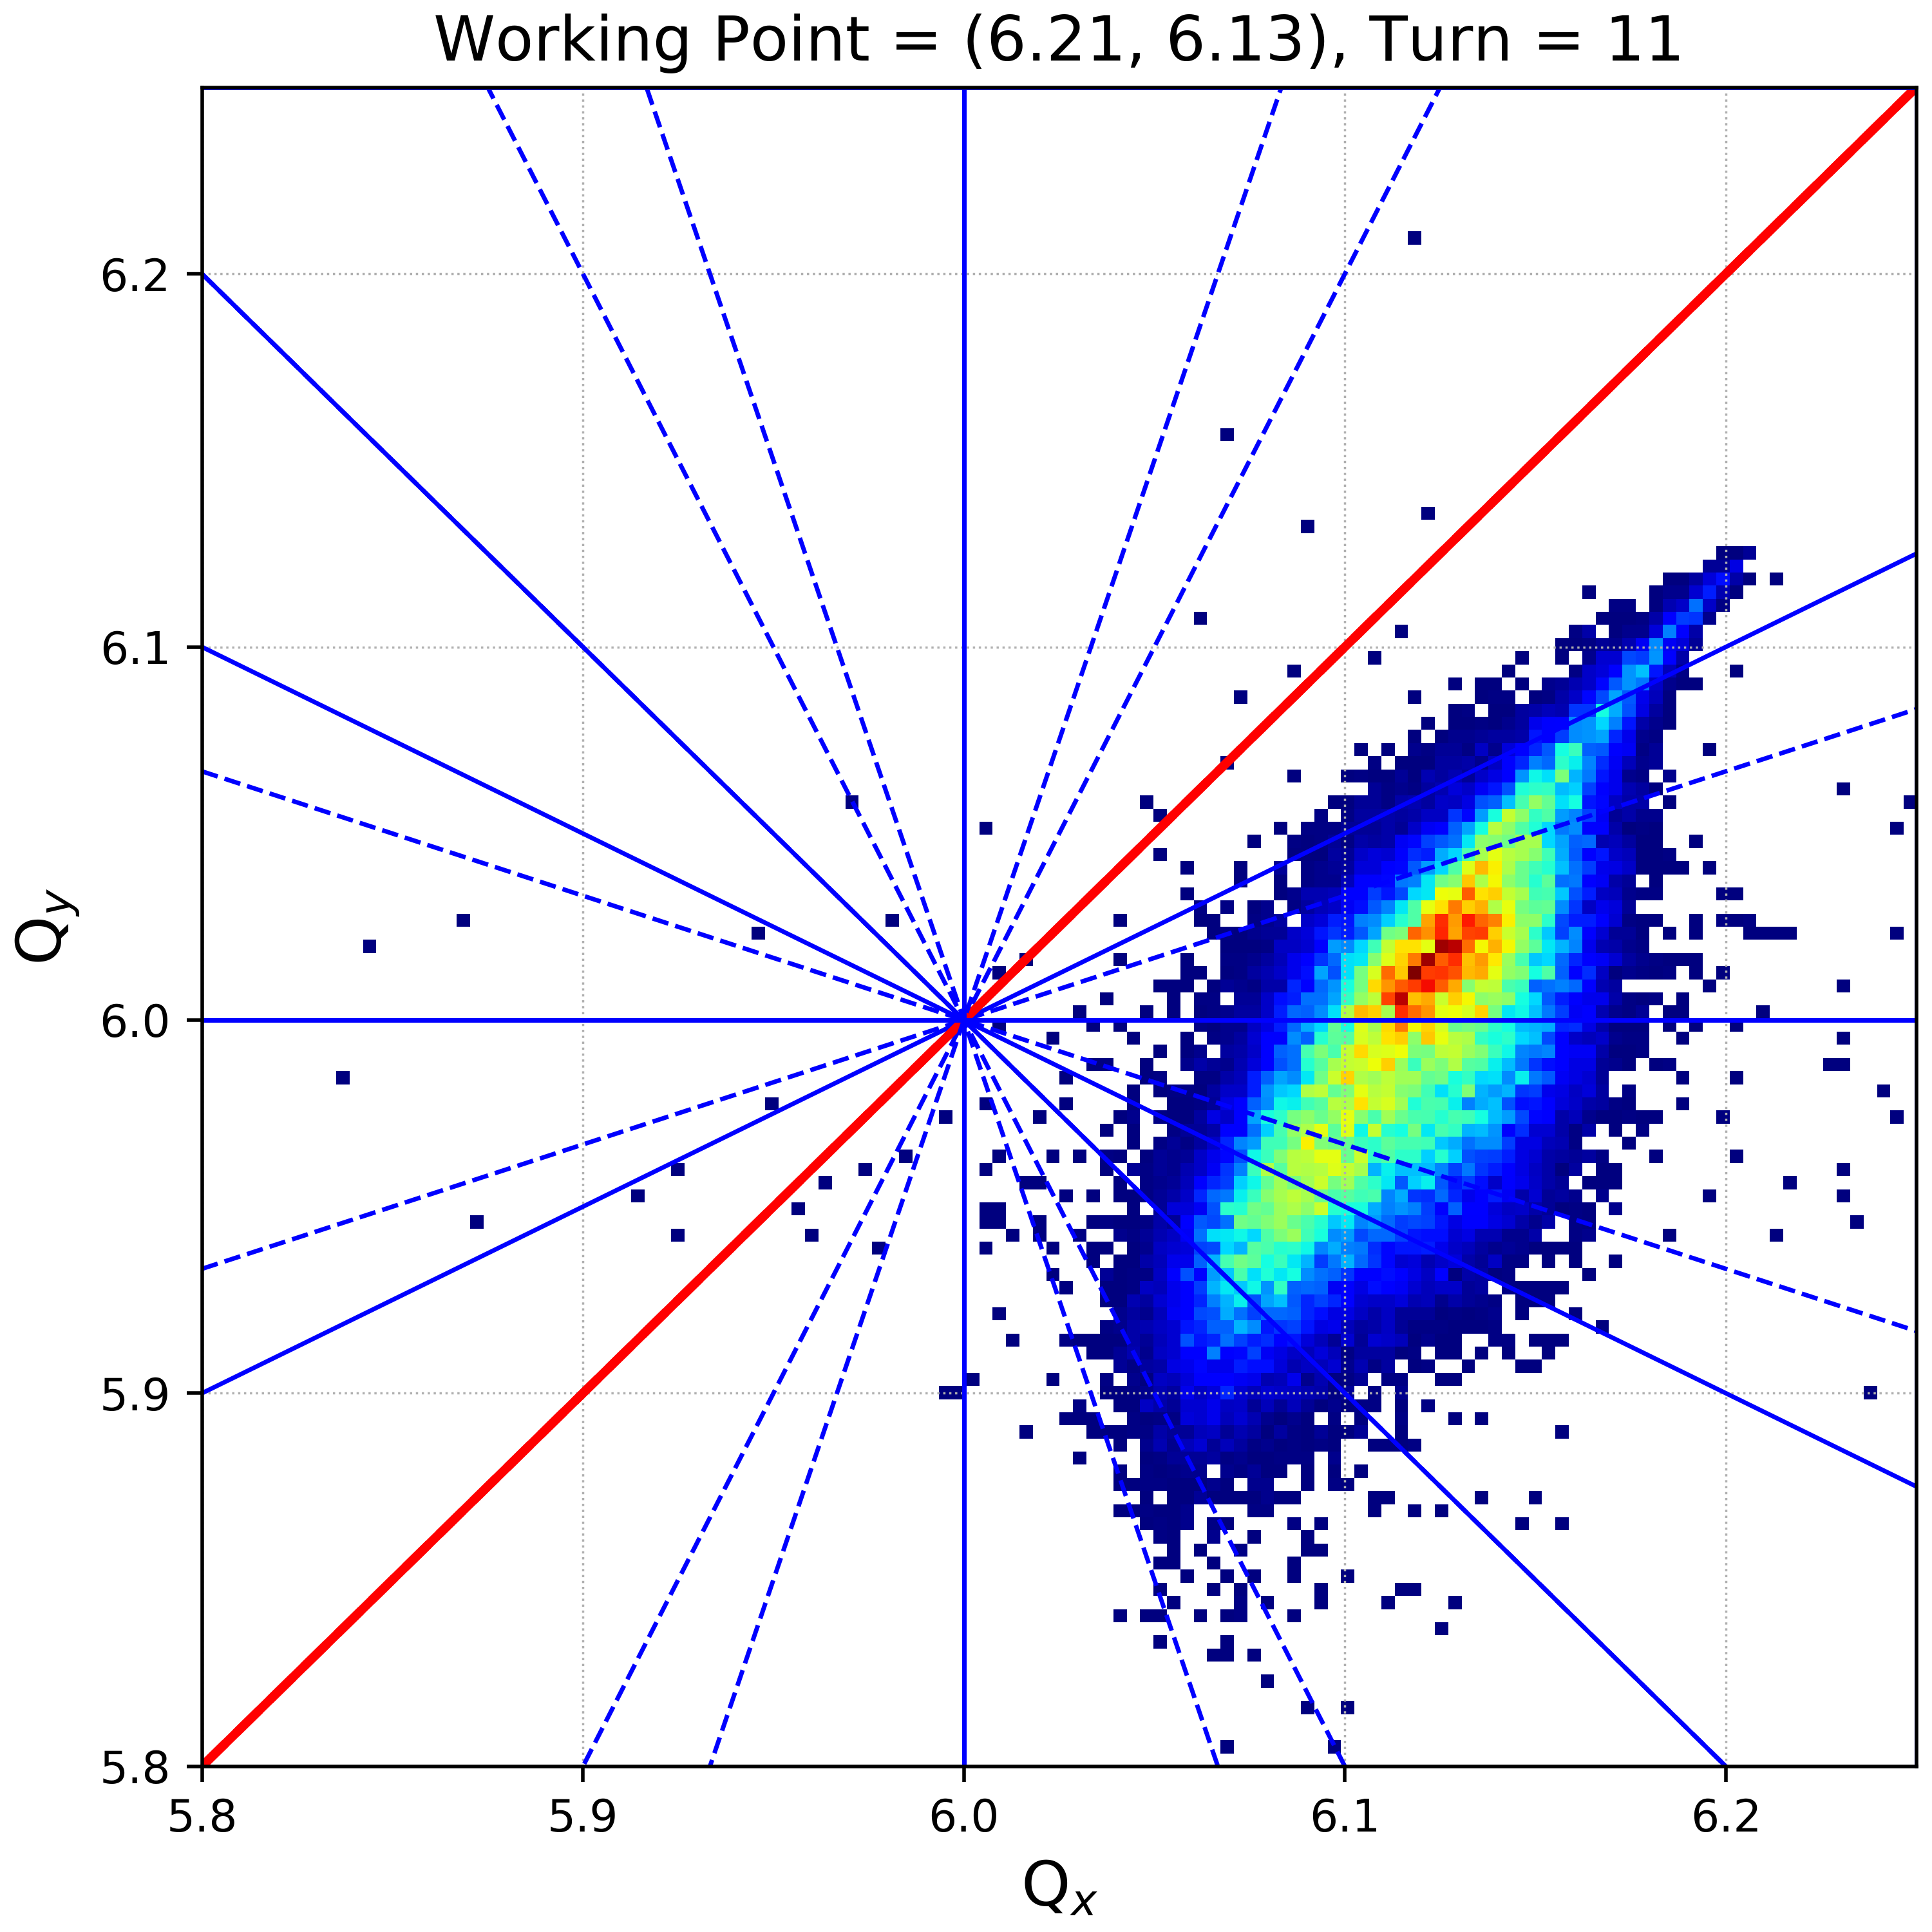 Working Point = (6.21, 6.13), Turn = 11
6.2
6.1
6.0
5.9
5.8
Qy
5.8 5.9 6.0 6.1 6.2
Qx